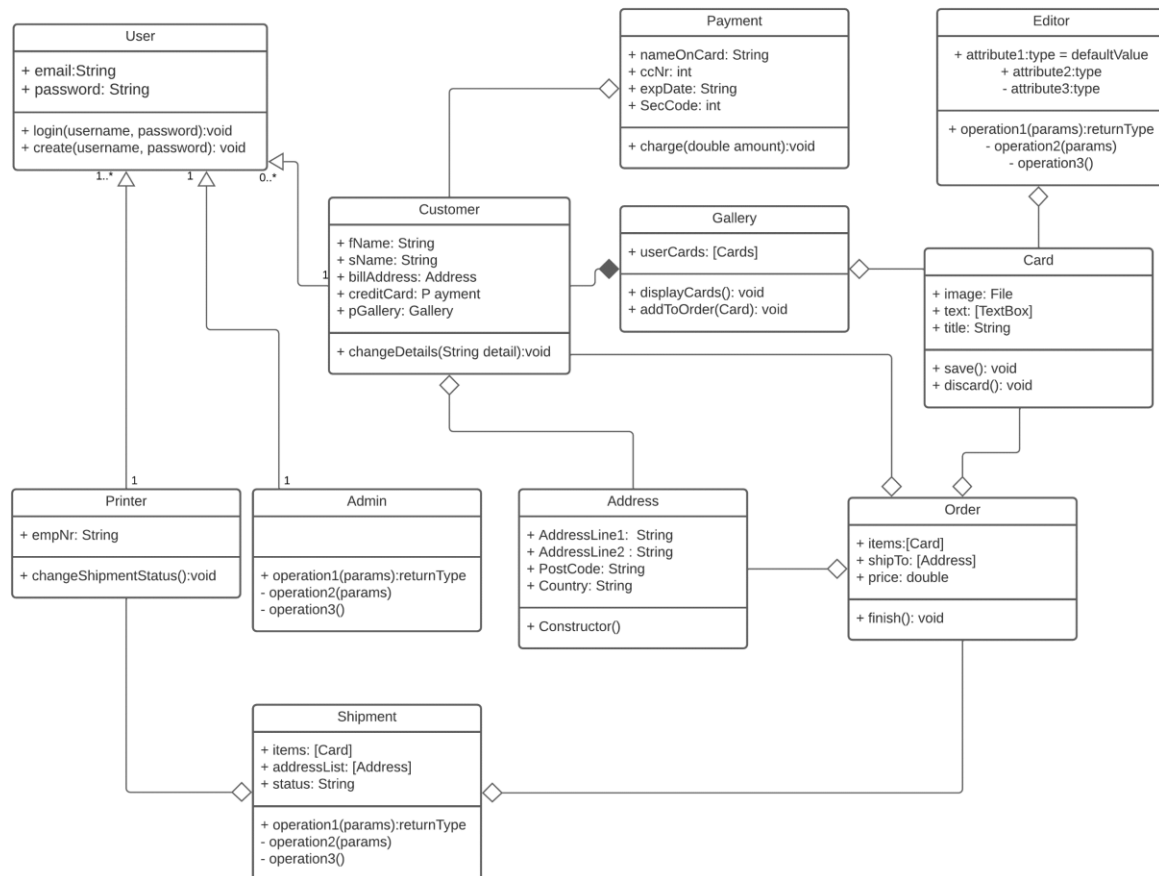 User
+ email:String
+ password: String
+ login(username, password):void
+ create(username, password): void
1..*
1
0..*
Payment
+ nameOnCard: String
+ ccNr: int
+ expDate: String
+ SecCode: int
+ charge(double amount):void
Editor
+ attribute1:type = defaultValue
+ attribute2:type
- attribute3:type
+ operation1(params):returnType
- operation2(params)
- operation3()
Customer
+ fName: String
+ sName: String
+ billAddress: Address
+ creditCard: P ayment
+ pGallery: Gallery
+ changeDetails(String detail):void
1
Gallery
+ userCards: [Cards]
+ displayCards(): void
+ addToOrder(Card): void
Card
+ image: File
+ text: [TextBox]
+ title: String
+ save(): void
+ discard(): void
1
Printer
+ empNr: String
+ changeShipmentStatus():void
1
Admin
+ operation1(params):returnType
- operation2(params)
- operation3()
Address
+ AddressLine1:  String
+ AddressLine2 : String
+ PostCode: String
+ Country: String
+ Constructor()
Order
+ items:[Card]
+ shipTo: [Address]
+ price: double
+ finish(): void
Shipment
+ items: [Card]
+ addressList: [Address]
+ status: String
+ operation1(params):returnType
- operation2(params)
- operation3()